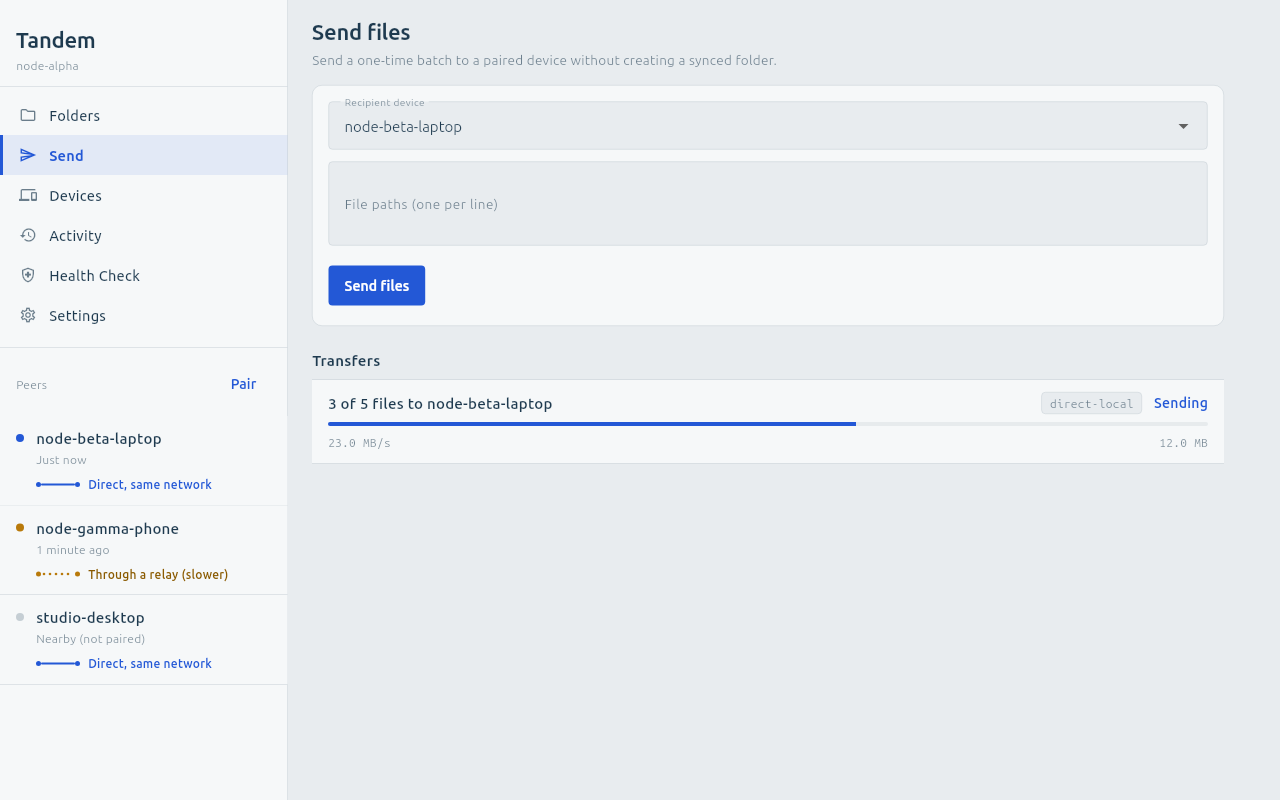 Tandem
node-alpha
Folders
Send
Devices
Activity
Health Check
Settings
Peers
Pair
node-beta-laptop
Just now
Direct, same network
node-gamma-phone
1 minute ago
Through a relay (slower)
studio-desktop
Nearby (not paired)
Direct, same network
Send files
Send a one-time batch to a paired device without creating a synced folder.
Recipient device
node-beta-laptop
File paths (one per line)
Send files
Transfers
3 of 5 files to node-beta-laptop
direct-local
Sending
23.0 MB/s
12.0 MB